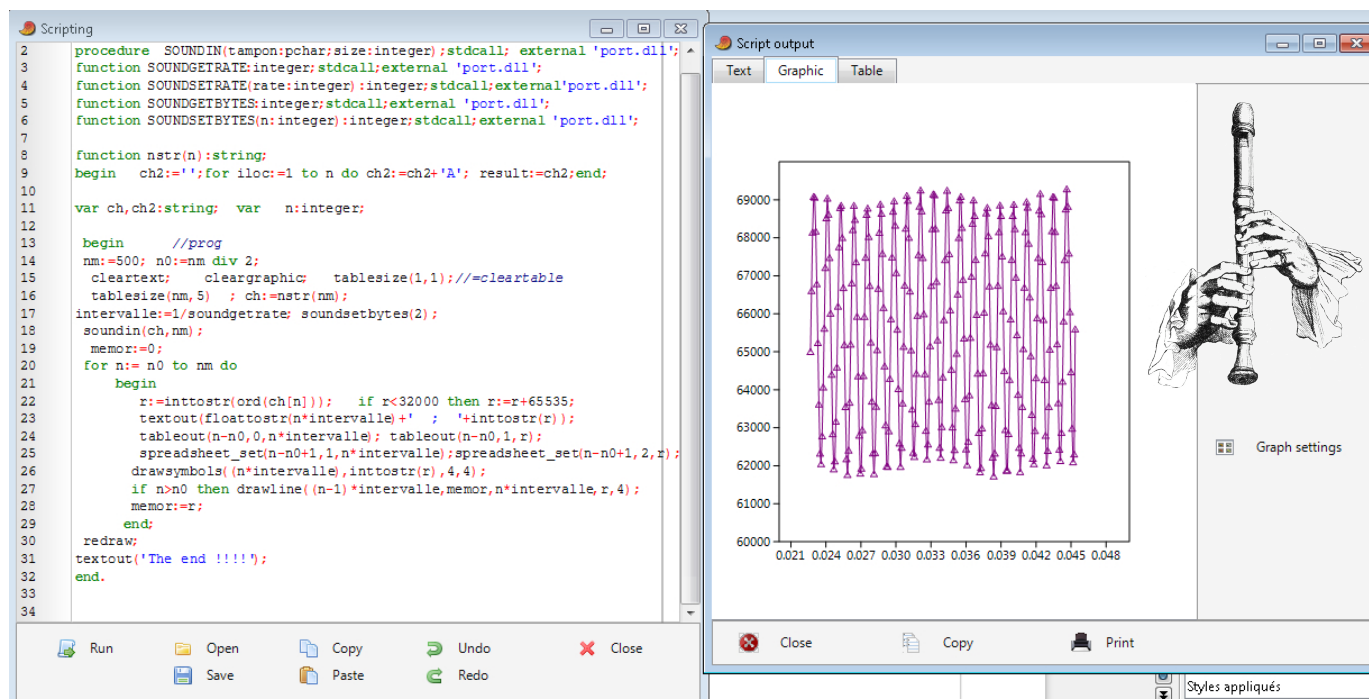 Scripting
2 procedure SOUNDIN(tampon:pchar;size:integer);stdcall; external 'port.dll';
3 function SOUNDGETRATE:integer;stdcall;external 'port.dll';
4 function SOUNDSETRATE(rate:integer):integer;stdcall;external'port.dll';
5 function SOUNDGETBYTES:integer;stdcall;external 'port.dll';
6 function SOUNDSETBYTES(n:integer):integer;stdcall;external 'port.dll';
7
8 function nstr(n):string;
9 begin ch2:='';for iloc:=1 to n do ch2:=ch2+'A'; result:=ch2;end;
10
11 var ch,ch2:string; var n:integer;
12
13 begin //prog
14 nm:=500; n0:=nm div 2;
15 cleartext; cleargraphic; tablesize(1,1);//=cleartable
16 tablesize(nm,5) ; ch:=nstr(nm);
17 intervalle:=1/soundgetrate; soundsetbytes(2);
18 soundin(ch,nm);
19 memor:=0;
20 for n:= n0 to nm do
21 begin
22 r:=inttostr(ord(ch[n])); if r<32000 then r:=r+65535;
23 textout(floattostr(n*intervalle)+' ; '+inttostr(r));
24 tableout(n-n0,0,n*intervalle); tableout(n-n0,1,r);
25 spreadsheet_set(n-n0+1,1,n*intervalle);spreadsheet_set(n-n0+1,2,r);
26 drawsymbols((n*intervalle),inttostr(r),4,4);
27 if n>n0 then drawline((n-1)*intervalle,memor,n*intervalle,r,4);
28 memor:=r;
29 end;
30 redraw;
31 textout('The end !!!!');
32 end.
33
34
Run Open Copy Undo Close
Save Paste Redo
Script output
Text Graphic Table
69000
68000
67000
66000
65000
64000
63000
62000
61000
60000
0.021 0.024 0.027 0.030 0.033 0.036 0.039 0.042 0.045 0.048
Graph settings
Close Copy Print
Styles appliqués